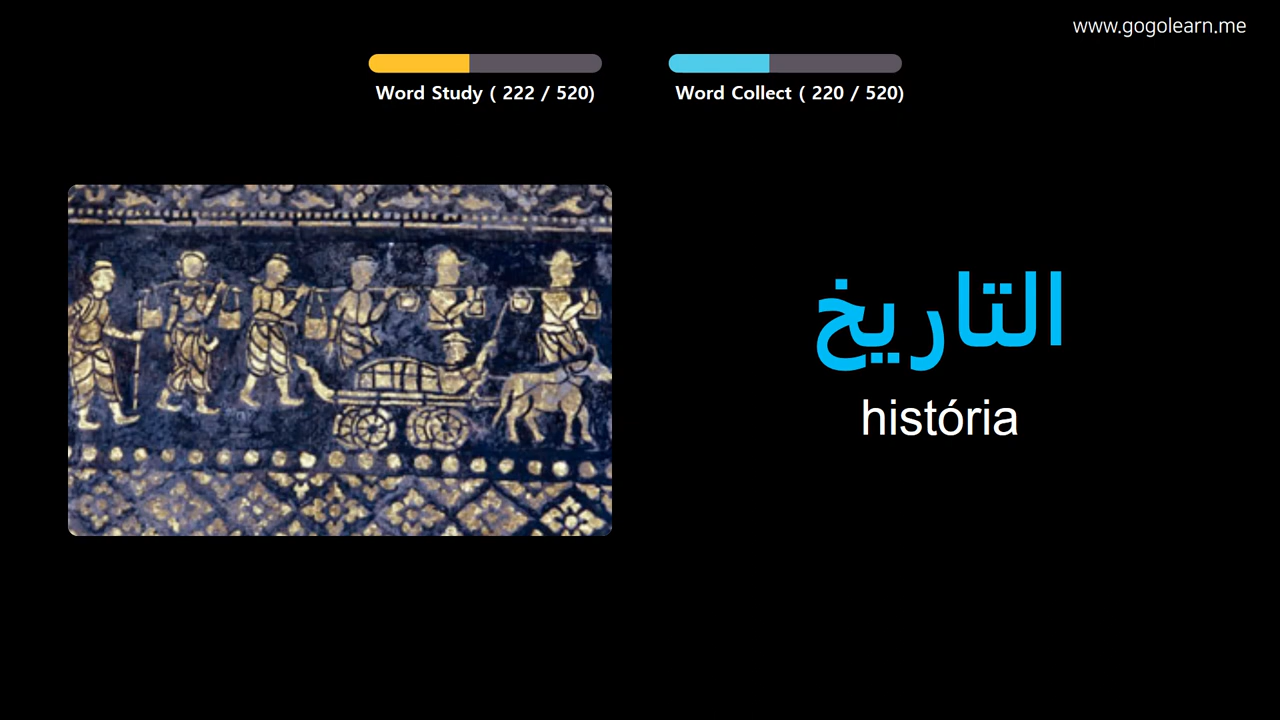 www.gogolearn.me
Word Study ( 222 / 520)
Word Collect ( 220 / 520)
التاريخ
história